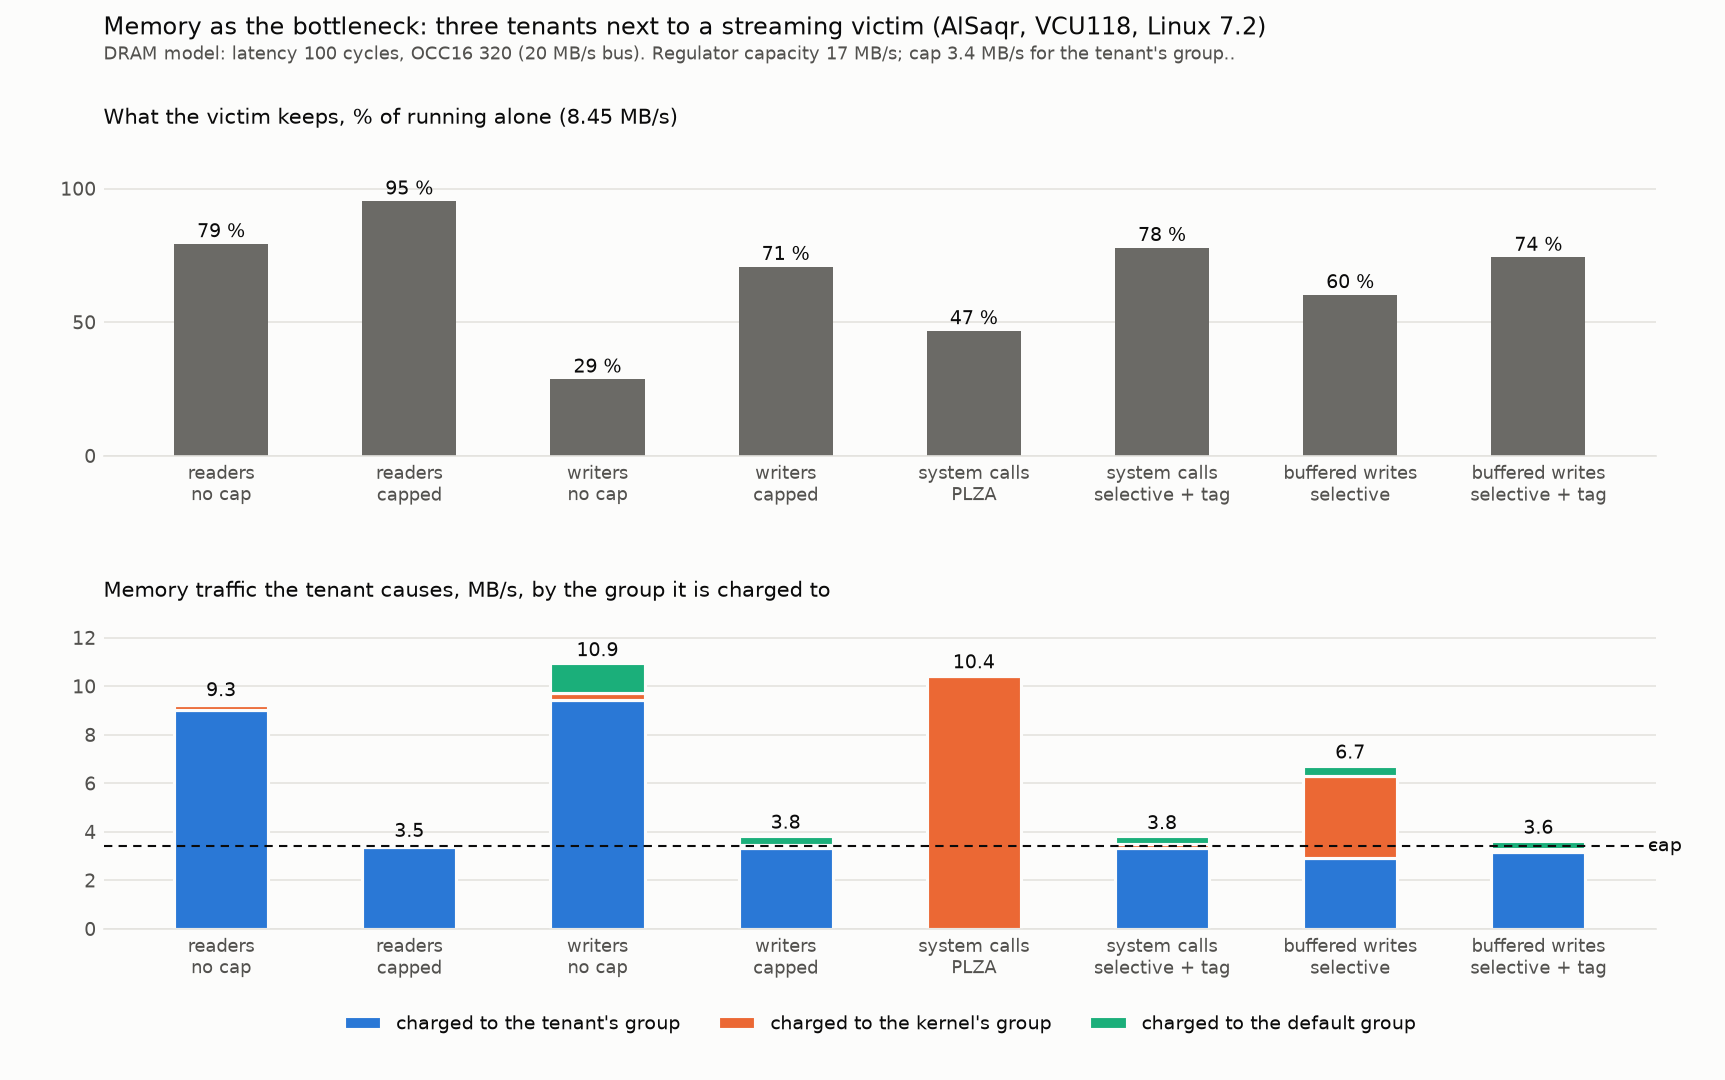 Memory as the bottleneck: three tenants next to a streaming victim (AlSaqr, VCU118, Linux 7.2)
DRAM model: latency 100 cycles, OCC16 320 (20 MB/s bus). Regulator capacity 17 MB/s; cap 3.4 MB/s for the tenant's group..
What the victim keeps, % of running alone (8.45 MB/s)
100
50
0
79 %
95 %
29 %
71 %
47 %
78 %
60 %
74 %
readers
no cap
readers
capped
writers
no cap
writers
capped
system calls
PLZA
system calls
selective + tag
buffered writes
selective
buffered writes
selective + tag
Memory traffic the tenant causes, MB/s, by the group it is charged to
12
10
8
6
4
2
0
9.3
3.5
10.9
3.8
10.4
3.8
6.7
3.6
cap
readers
no cap
readers
capped
writers
no cap
writers
capped
system calls
PLZA
system calls
selective + tag
buffered writes
selective
buffered writes
selective + tag
charged to the tenant's group
charged to the kernel's group
charged to the default group